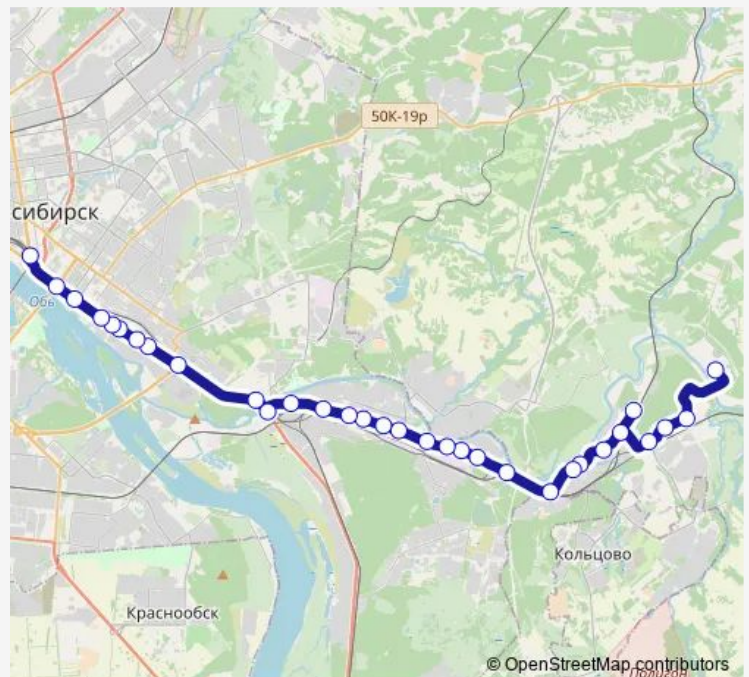 50К-19р
сибирск
Обь
Кольцово
Краснообск
© OpenStreetMap contributors
Полигон